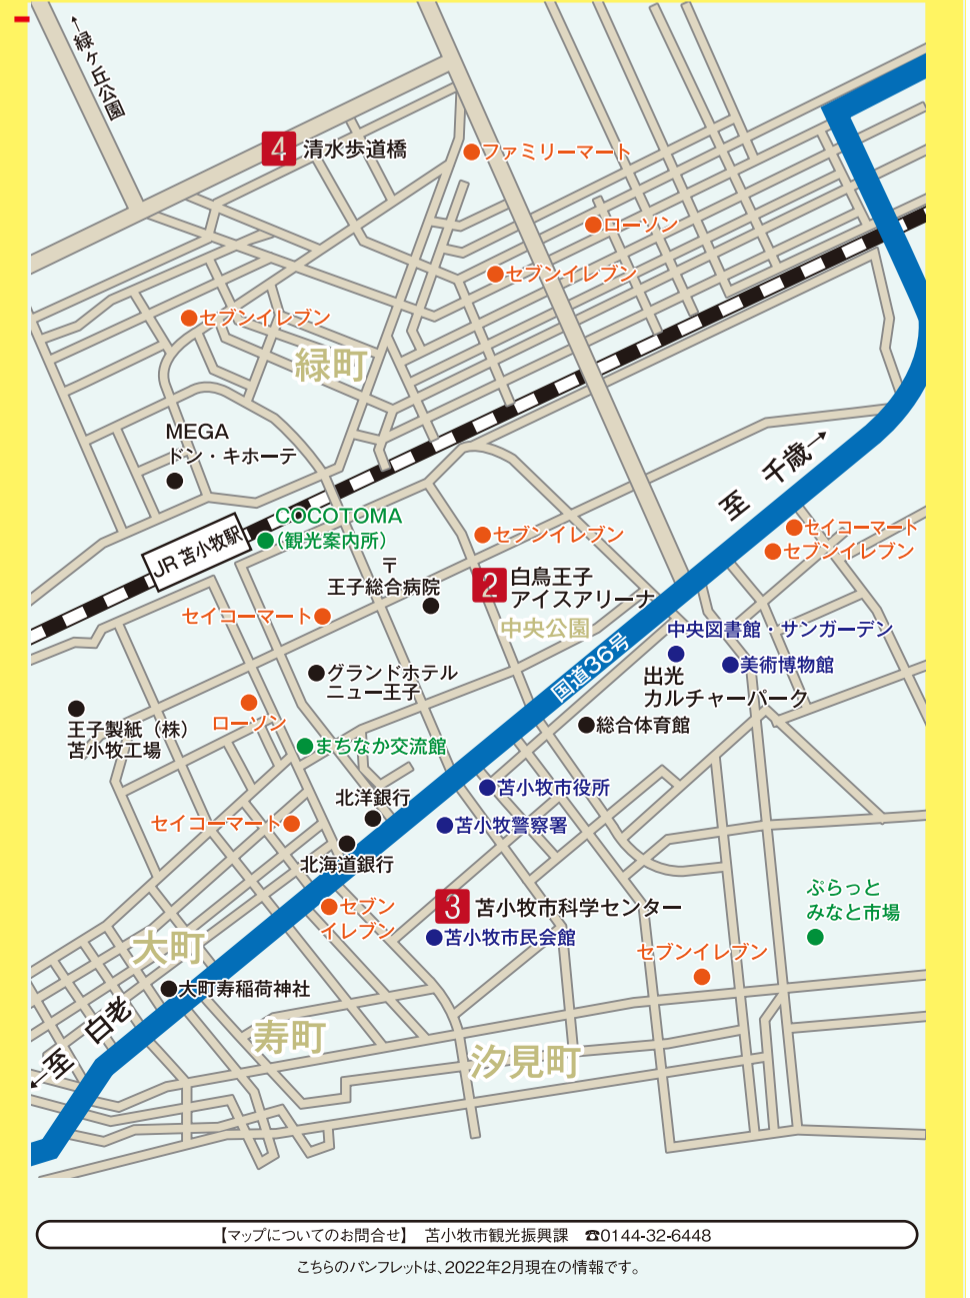 ↑緑ヶ丘公園
4 清水歩道橋
ファミリーマート
ローソン
セブンイレブン
セブンイレブン
緑町
MEGA
ドン・キホーテ
至 千歳→
COCOTOMA
(観光案内所)
JR 苫小牧駅
セブンイレブン
セイコーマート
セブンイレブン
〒
王子総合病院
2 白鳥王子
アイスアリーナ
中央公園
セイコーマート
国道36号
中央図書館・サンガーデン
美術博物館
出光
カルチャーパーク
グランドホテル
ニュー王子
総合体育館
王子製紙（株）
苫小牧工場
ローソン
まちなか交流館
苫小牧市役所
北洋銀行
セイコーマート
苫小牧警察署
北海道銀行
ぷらっと
みなと市場
セブン
イレブン
3 苫小牧市科学センター
苫小牧市民会館
セブンイレブン
大町
大町寿稲荷神社
←至 白老
寿町
汐見町
【マップについてのお問合せ】 苫小牧市観光振興課 ☎0144-32-6448
こちらのパンフレットは、2022年2月現在の情報です。